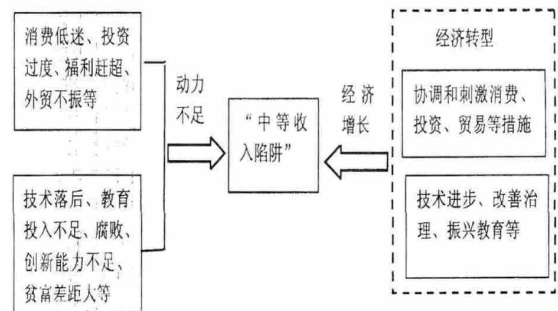 消费低迷、投资
过度、福利赶超、
外贸不振等
技术落后、教育
投入不足、腐败、
创新能力不足、
贫富差距大等
动力
不足
“中等收
入陷阱”
经济
增长
经济转型
协调和刺激消费、
投资、贸易等措施
技术进步、改善治
理、振兴教育等